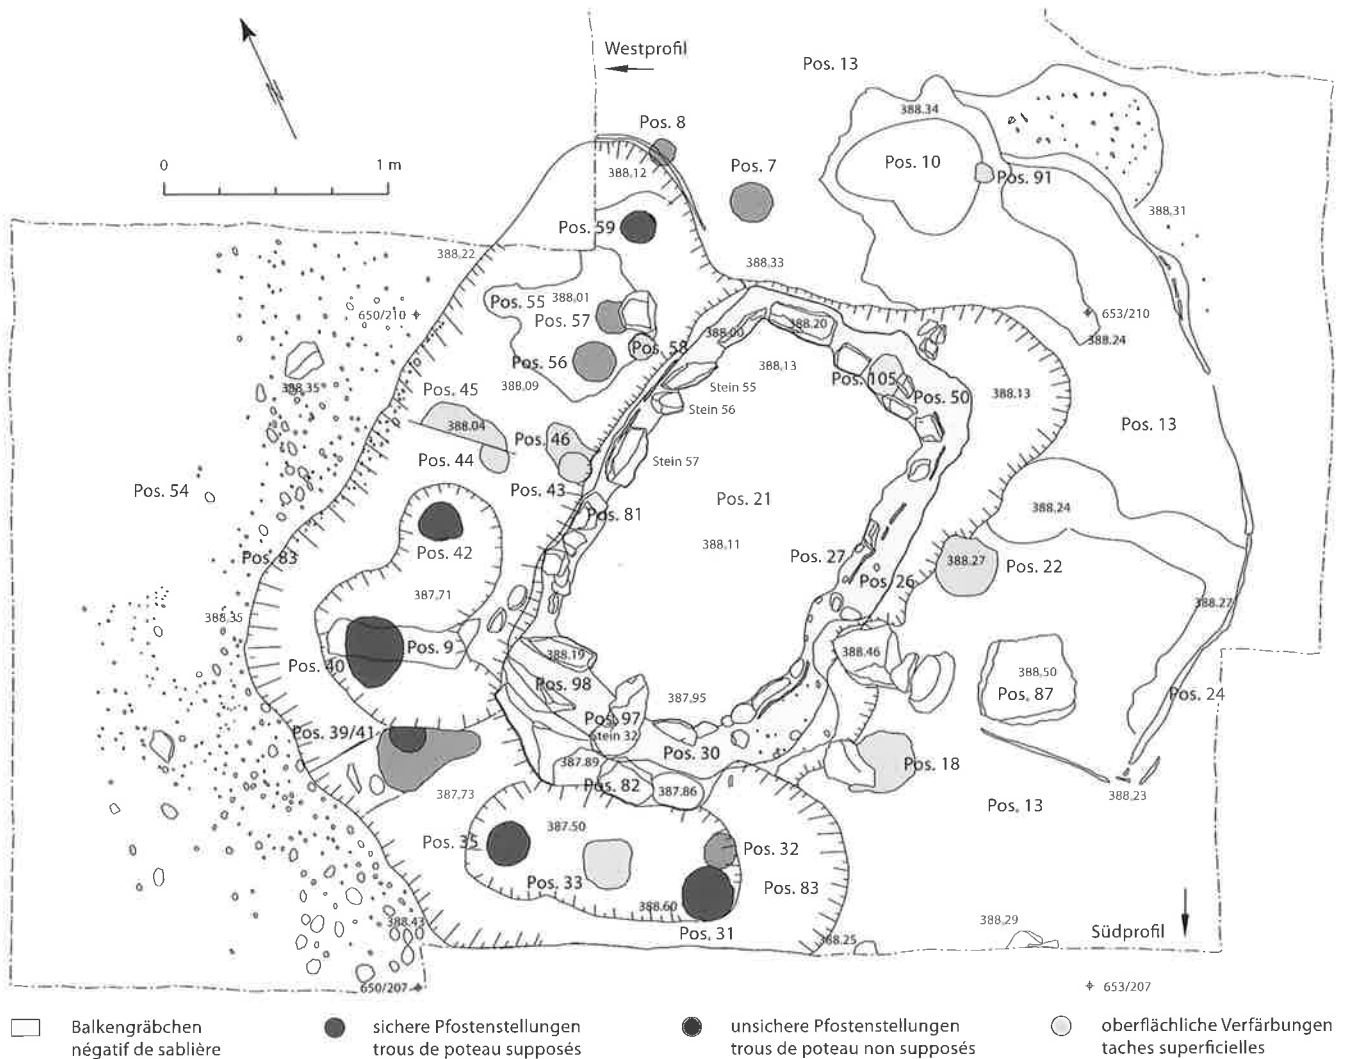 Westprofil
Pos. 13
0
1 m
Pos. 8
388,12
Pos. 7
388.34
Pos. 10
Pos. 91
388,31
Pos. 59
388,22
388,33
Pos. 55
388,01
650/210
Pos. 57
388.00
388.20
653/210
388.24
Pos. 58
Pos. 56
388,13
388,35
388,09
Stein 55
Pos. 105
Pos. 50
388,13
Pos. 45
Stein 56
388,04
Pos. 46
Pos. 13
Pos. 44
Stein 57
Pos. 54
Pos. 43
Pos. 21
388,24
Pos. 81
Pos. 83
Pos. 42
388,11
Pos. 27
388.27
Pos. 22
Pos. 26
387,71
388,35
388,27
Pos. 9
388.19
388.46
Pos. 40
Pos. 98
387,95
388,50
Pos. 87
Pos. 24
Pos. 97
Stein 32
Pos. 39/41
Pos. 30
387.89
Pos. 18
Pos. 82
387.86
387,73
388,23
Pos. 13
387.50
Pos. 35
Pos. 32
Pos. 33
Pos. 83
388.60
388.43
388,29
Pos. 31
388.25
Südprofil
650/207
653/207
Balkengräbchen
négatif de sablière
sichere Pfostenstellungen
trous de poteau supposés
unsichere Pfostenstellungen
trous de poteau non supposés
oberflächliche Verfärbungen
taches superficielles